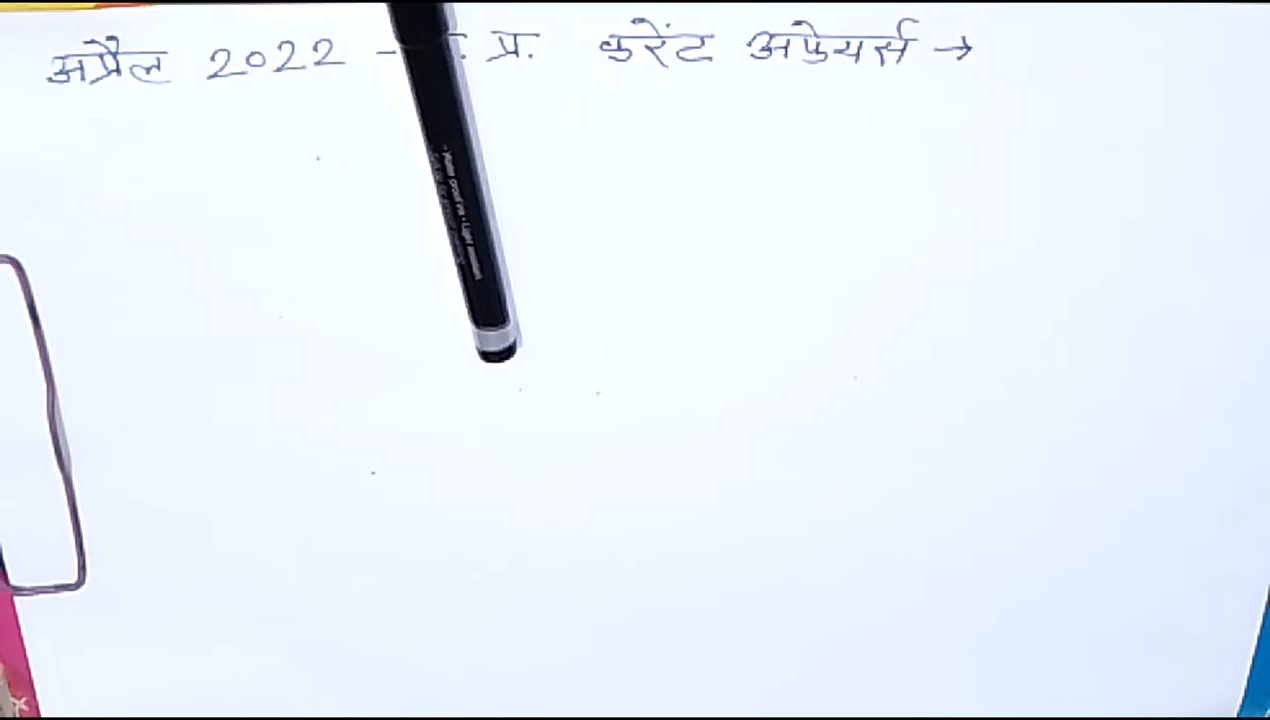 अप्रैल 2022 - . प्र. करेंट अफेयर्स →